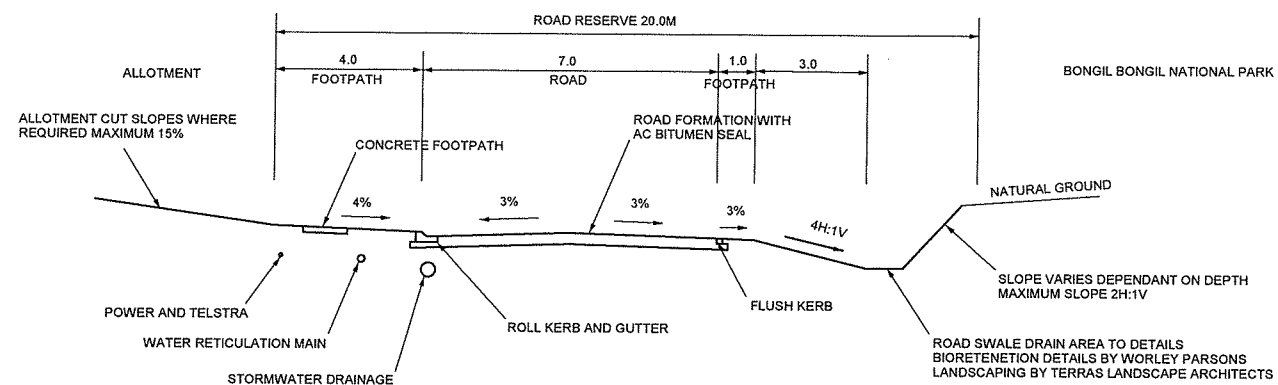 ROAD RESERVE 20.0M
4.0
7.0
1.0
3.0
ALLOTMENT
FOOTPATH
ROAD
FOOTPATH
BONGIL BONGIL NATIONAL PARK
ALLOTMENT CUT SLOPES WHERE
REQUIRED MAXIMUM 15%
ROAD FORMATION WITH
AC BITUMEN SEAL
CONCRETE FOOTPATH
NATURAL GROUND
4%
3%
3%
3%
4H:1V
SLOPE VARIES DEPENDANT ON DEPTH
MAXIMUM SLOPE 2H:1V
FLUSH KERB
POWER AND TELSTRA
ROLL KERB AND GUTTER
WATER RETICULATION MAIN
ROAD SWALE DRAIN AREA TO DETAILS
BIORETENETION DETAILS BY WORLEY PARSONS
LANDSCAPING BY TERRAS LANDSCAPE ARCHITECTS
STORMWATER DRAINAGE